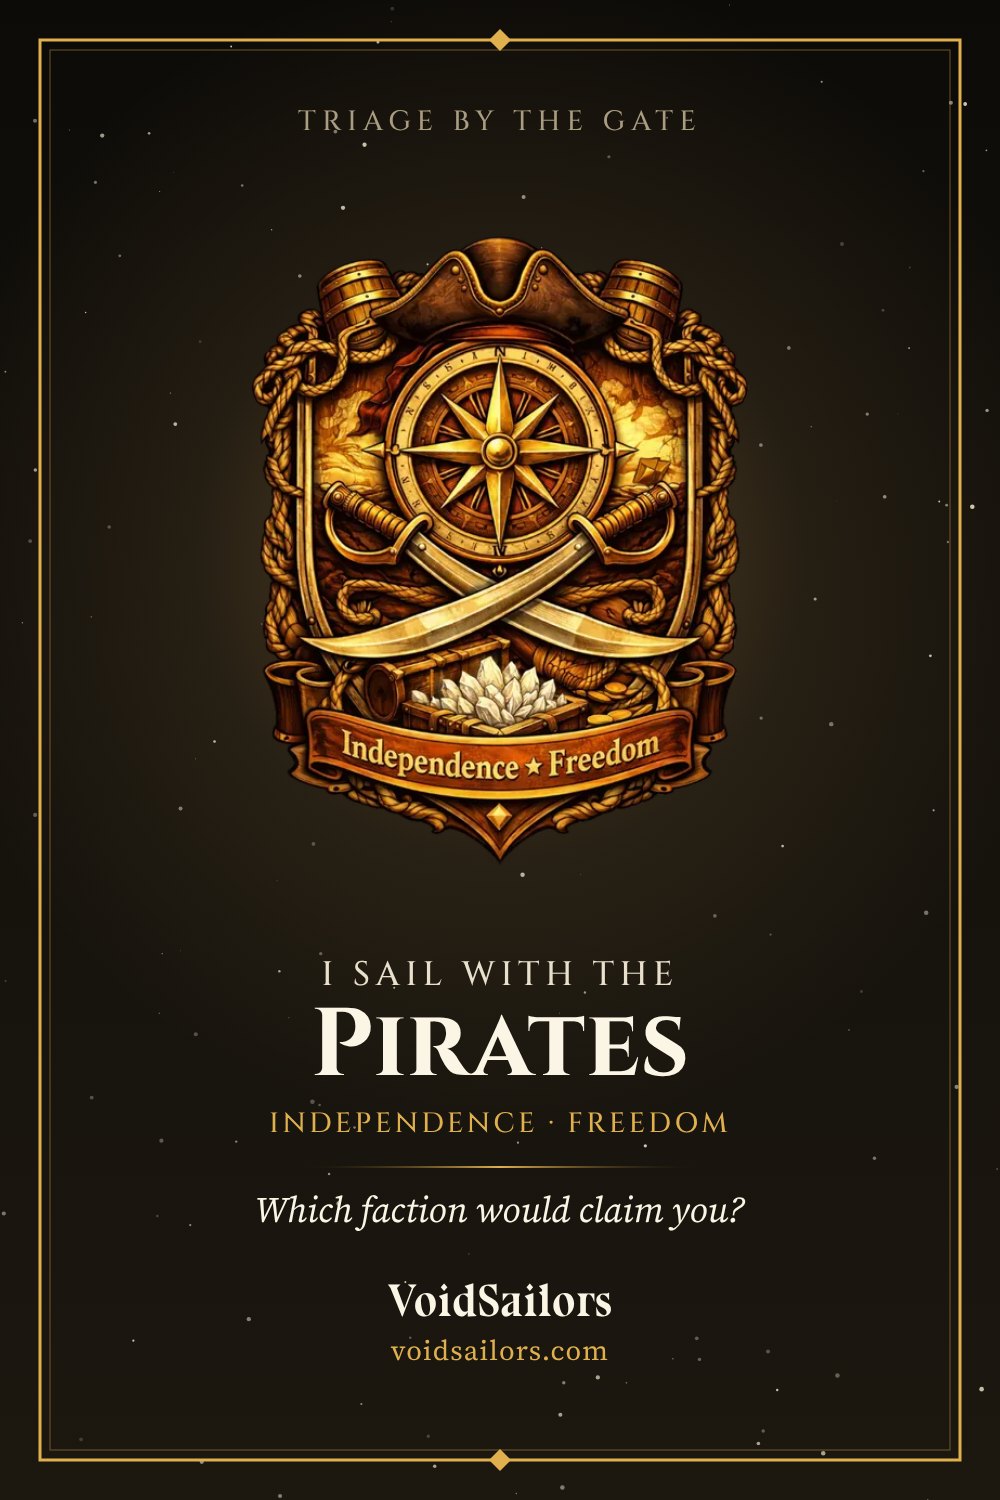 TRIAGE BY THE GATE
N
Independence ★ Freedom
I SAIL WITH THE
PIRATES
INDEPENDENCE · FREEDOM
Which faction would claim you?
VoidSailors
voidsailors.com